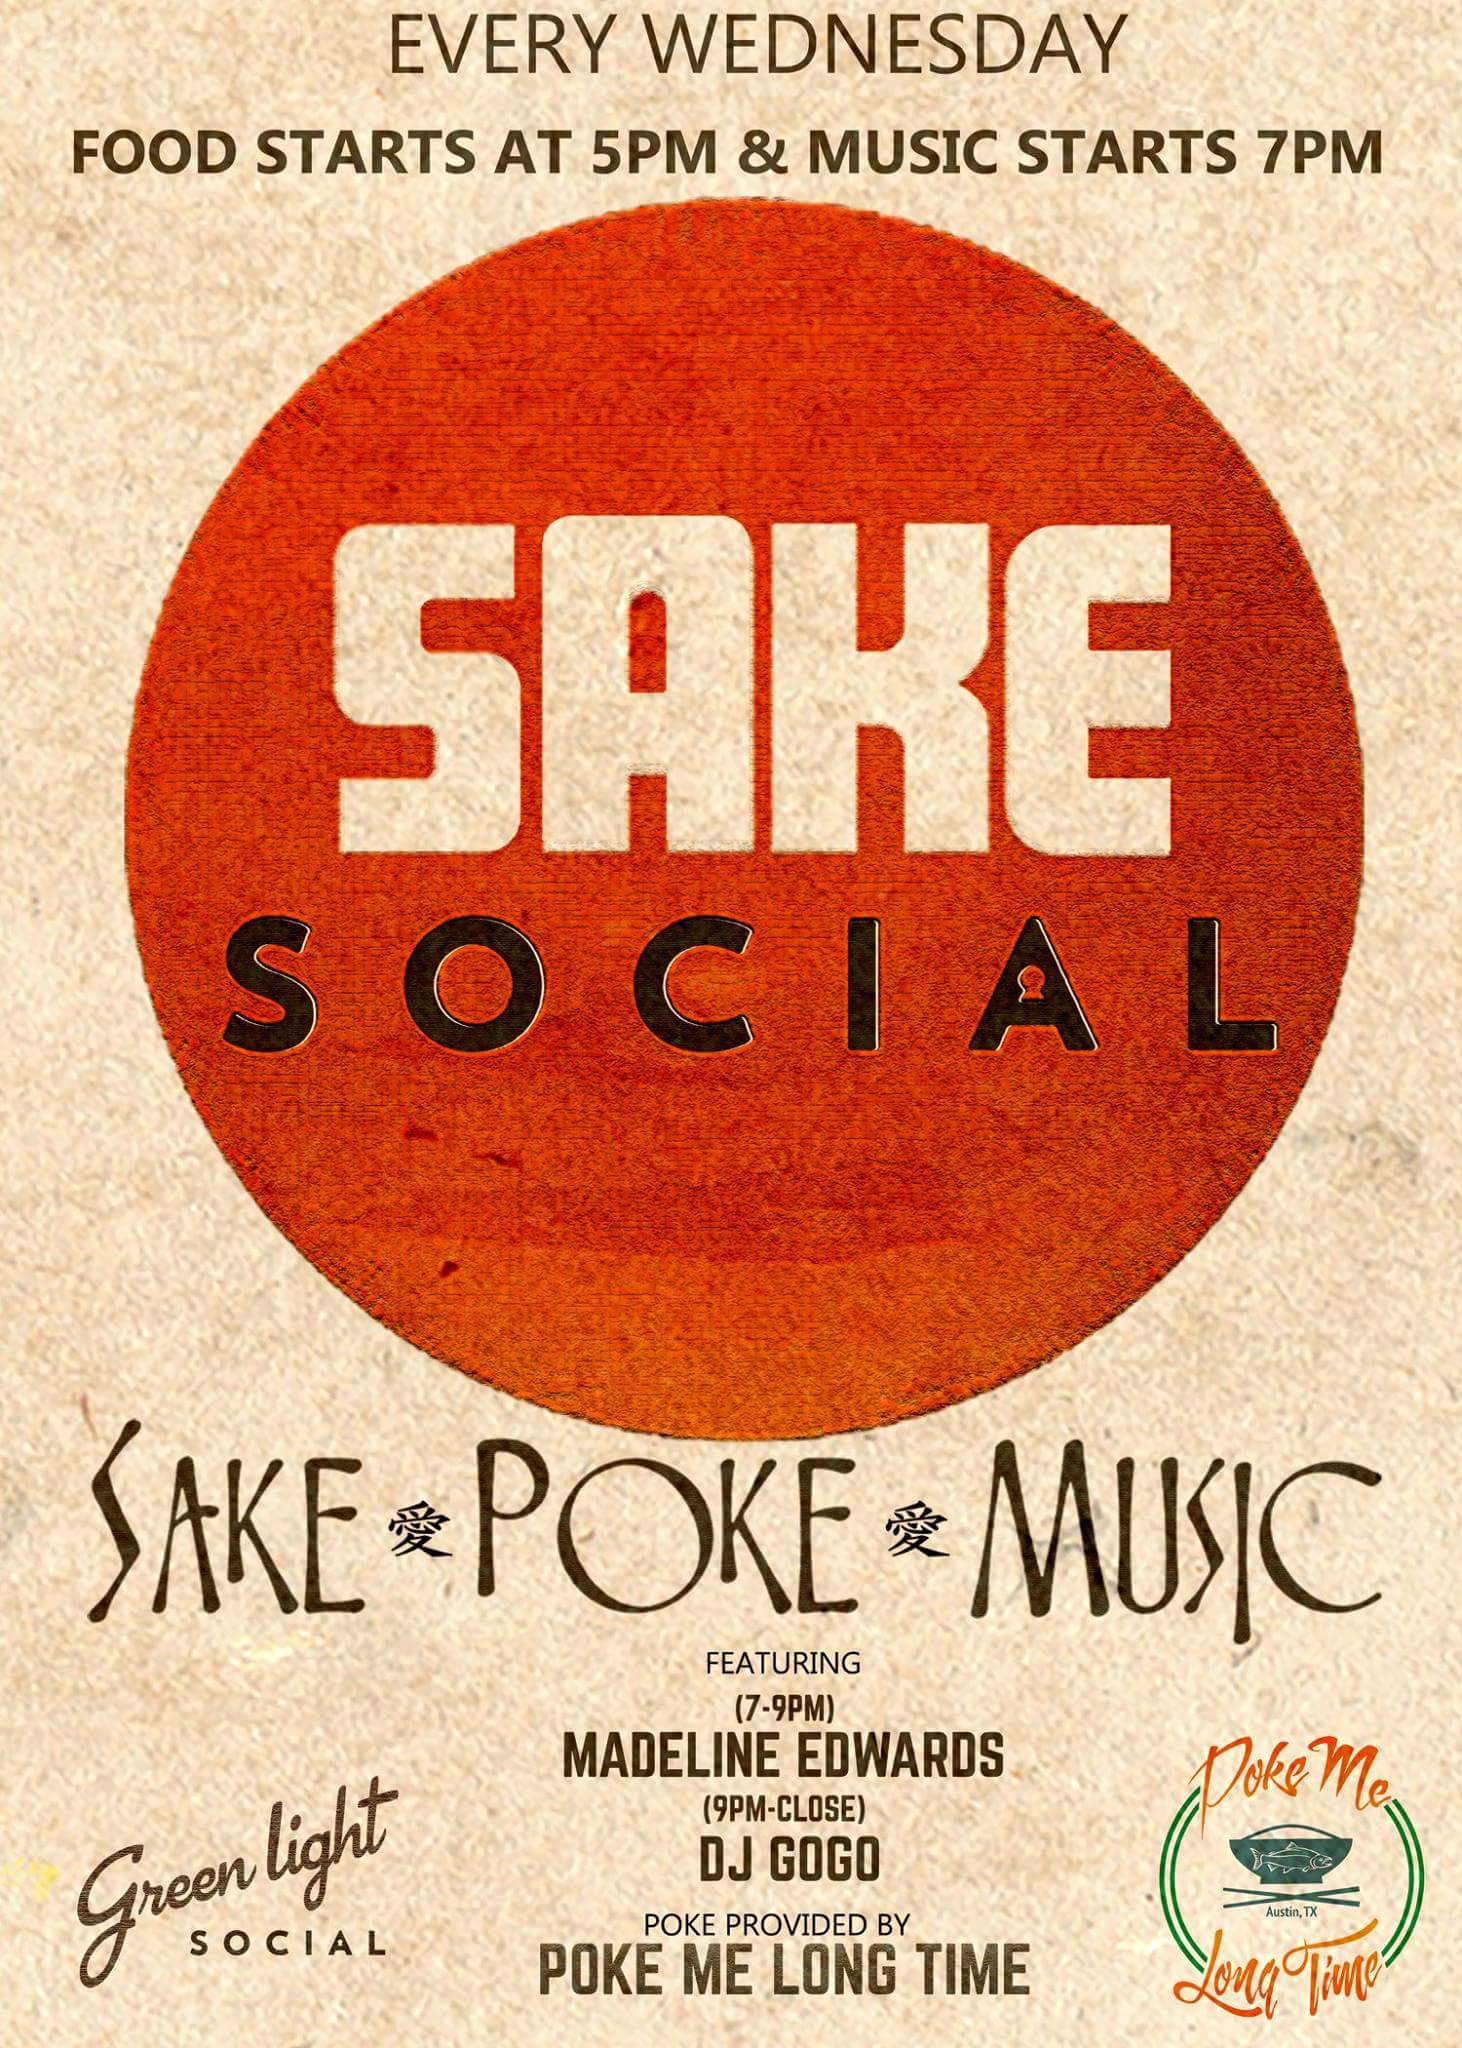 EVERY WEDNESDAY
FOOD STARTS AT 5PM & MUSIC STARTS 7PM
SAKE
SOCIAL
SAKE 愛 POKE 愛 MUSIC
FEATURING
(7-9PM)
MADELINE EDWARDS
(9PM-CLOSE)
DJ GOGO
POKE PROVIDED BY
POKE ME LONG TIME
Green light
SOCIAL
Poke Me
Austin, TX
Long Time